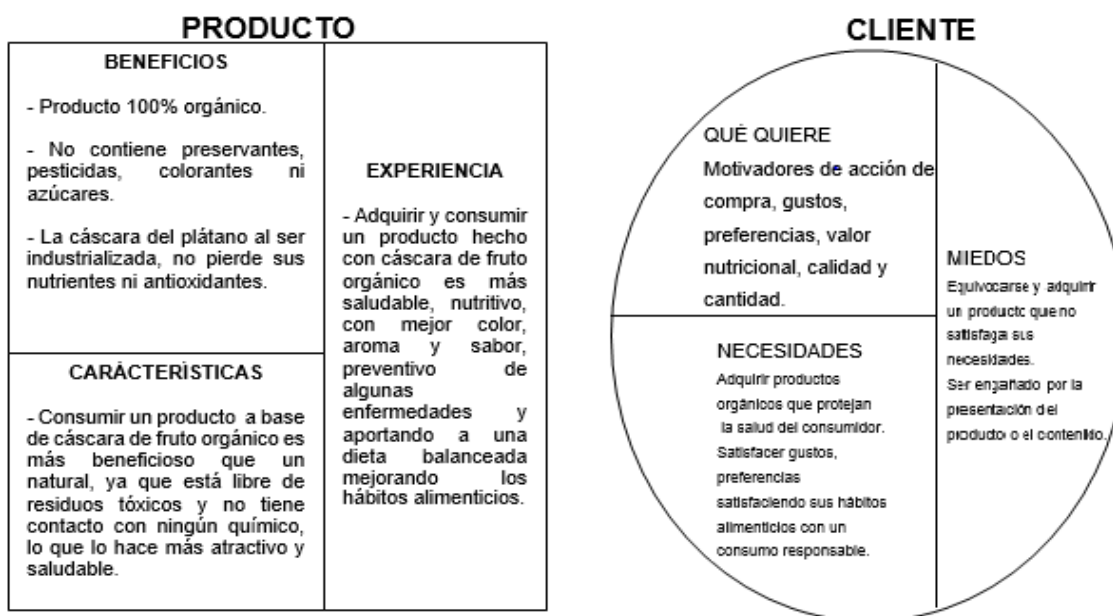 PRODUCTO
BENEFICIOS
- Producto 100% orgánico.
- No contiene preservantes,
pesticidas, colorantes ni
azúcares.
- La cáscara del plátano al ser
industrializada, no pierde sus
nutrientes ni antioxidantes.
CARÁCTERÍSTICAS
- Consumir un producto a base
de cáscara de fruto orgánico es
más beneficioso que un
natural, ya que está libre de
residuos tóxicos y no tiene
contacto con ningún químico,
lo que lo hace más atractivo y
saludable.
EXPERIENCIA
- Adquirir y consumir
un producto hecho
con cáscara de fruto
orgánico es más
saludable, nutritivo,
con mejor color,
aroma y sabor,
preventivo de
algunas
enfermedades y
aportando a una
dieta balanceada
mejorando los
hábitos alimenticios.
CLIENTE
QUÉ QUIERE
Motivadores de acción de
compra, gustos,
preferencias, valor
nutricional, calidad y
cantidad.
NECESIDADES
Adquirir productos
orgánicos que protejan
la salud del consumidor.
Satisfacer gustos,
preferencias
satisfaciendo sus hábitos
alimenticios con un
consumo responsable.
MIEDOS
Equivocarse y adquirir
un producto que no
satisfaga sus
necesidades.
Ser engañado por la
presentación del
producto o el contenido.